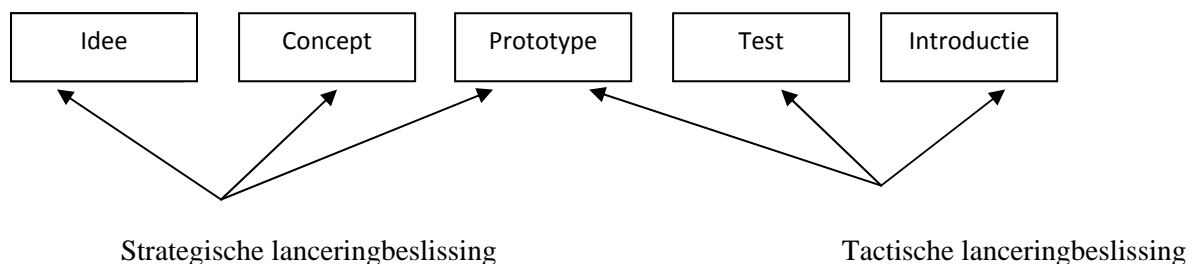 Idee Concept Prototype Test Introductie
Strategische lanceringbeslissing Tactische lanceringbeslissing